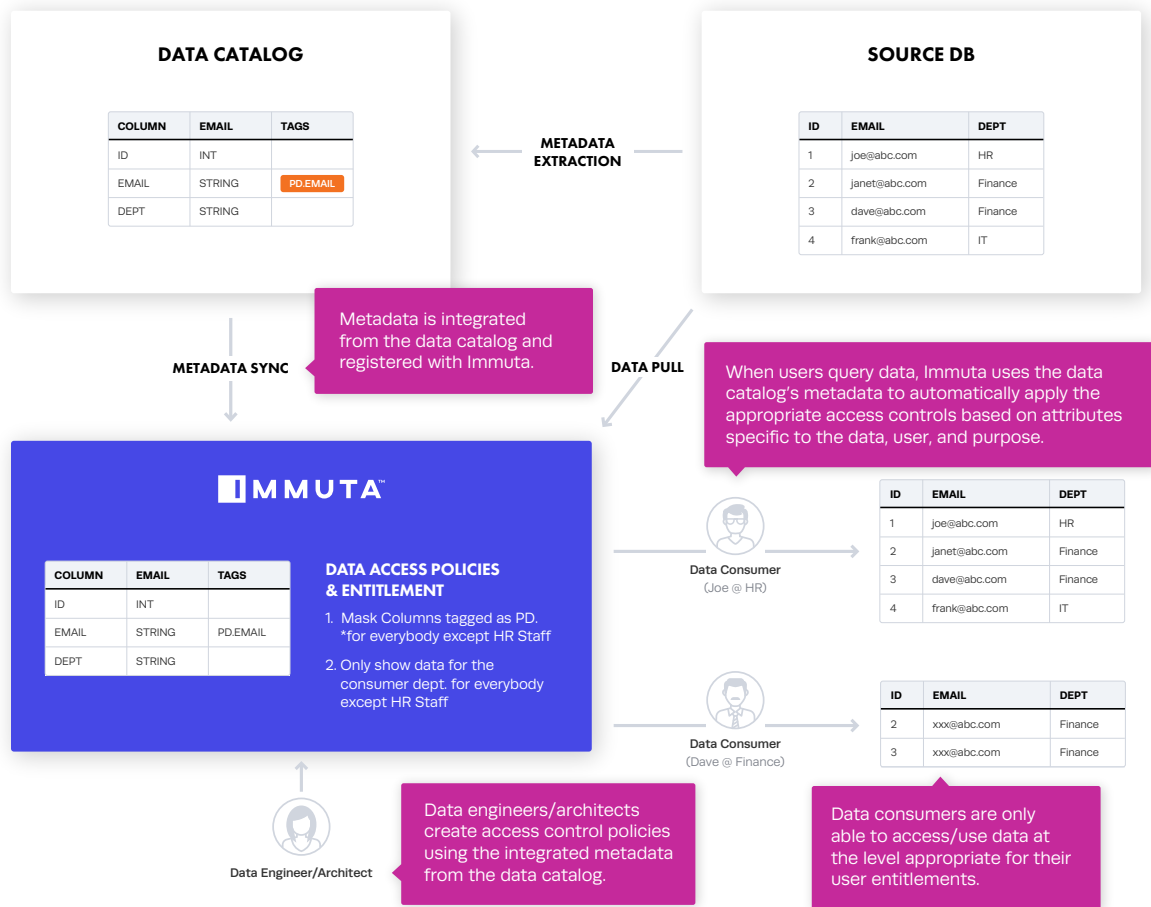 DATA CATALOG
COLUMN EMAIL TAGS
ID INT
EMAIL STRING PD.EMAIL
DEPT STRING
METADATA
EXTRACTION
SOURCE DB
ID EMAIL DEPT
1 joe@abc.com HR
2 janet@abc.com Finance
3 dave@abc.com Finance
4 frank@abc.com IT
METADATA SYNC
Metadata is integrated
from the data catalog and
registered with Immuta.
DATA PULL
When users query data, Immuta uses the data
catalog’s metadata to automatically apply the
appropriate access controls based on attributes
specific to the data, user, and purpose.
IMMUTA™
COLUMN EMAIL TAGS
ID INT
EMAIL STRING PD.EMAIL
DEPT STRING
DATA ACCESS POLICIES
& ENTITLEMENT
1. Mask Columns tagged as PD.
*for everybody except HR Staff
2. Only show data for the
consumer dept. for everybody
except HR Staff
Data Consumer
(Joe @ HR)
ID EMAIL DEPT
1 joe@abc.com HR
2 janet@abc.com Finance
3 dave@abc.com Finance
4 frank@abc.com IT
Data Consumer
(Dave @ Finance)
ID EMAIL DEPT
2 xxx@abc.com Finance
3 xxx@abc.com Finance
Data Engineer/Architect
Data engineers/architects
create access control policies
using the integrated metadata
from the data catalog.
Data consumers are only
able to access/use data at
the level appropriate for their
user entitlements.